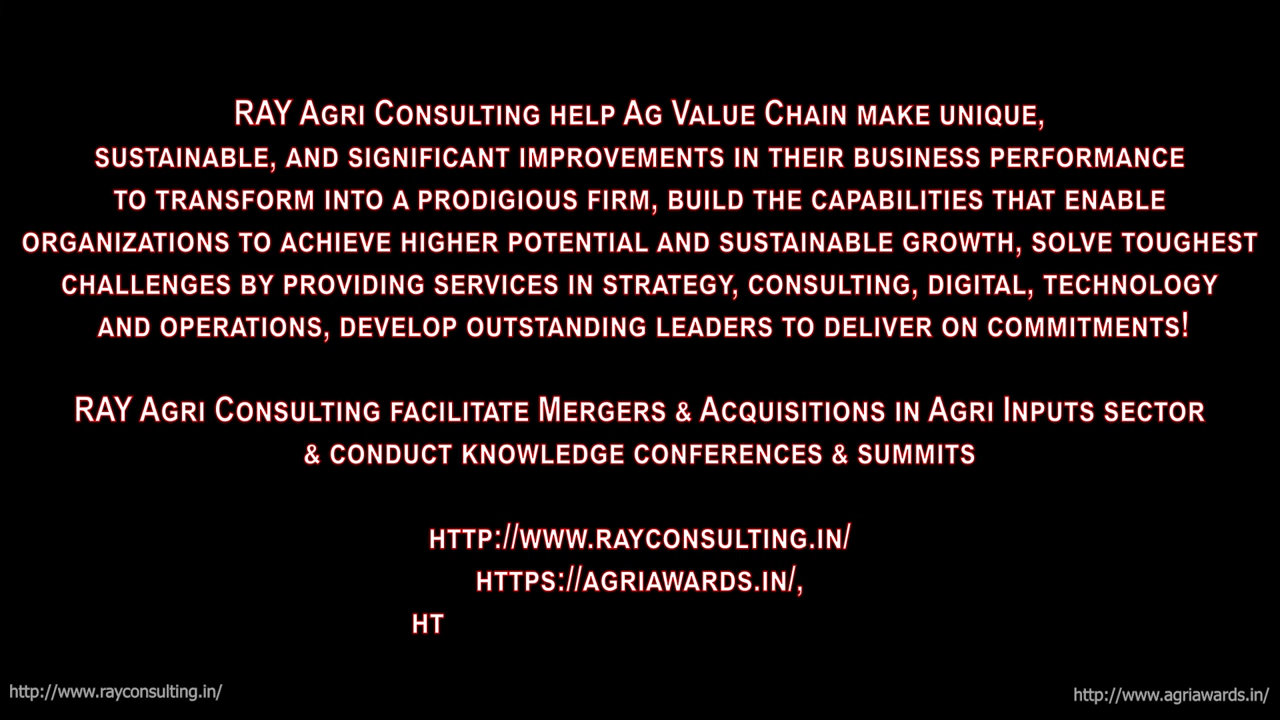 RAY Agri Consulting help Ag Value Chain make unique,
sustainable, and significant improvements in their business performance
to transform into a prodigious firm, build the capabilities that enable
organizations to achieve higher potential and sustainable growth, solve toughest
challenges by providing services in strategy, consulting, digital, technology
and operations, develop outstanding leaders to deliver on commitments!
RAY Agri Consulting facilitate Mergers & Acquisitions in Agri Inputs sector
& conduct knowledge conferences & summits
http://www.rayconsulting.in/
https://agriawards.in/,
ht
http://www.rayconsulting.in/
http://www.agriawards.in/